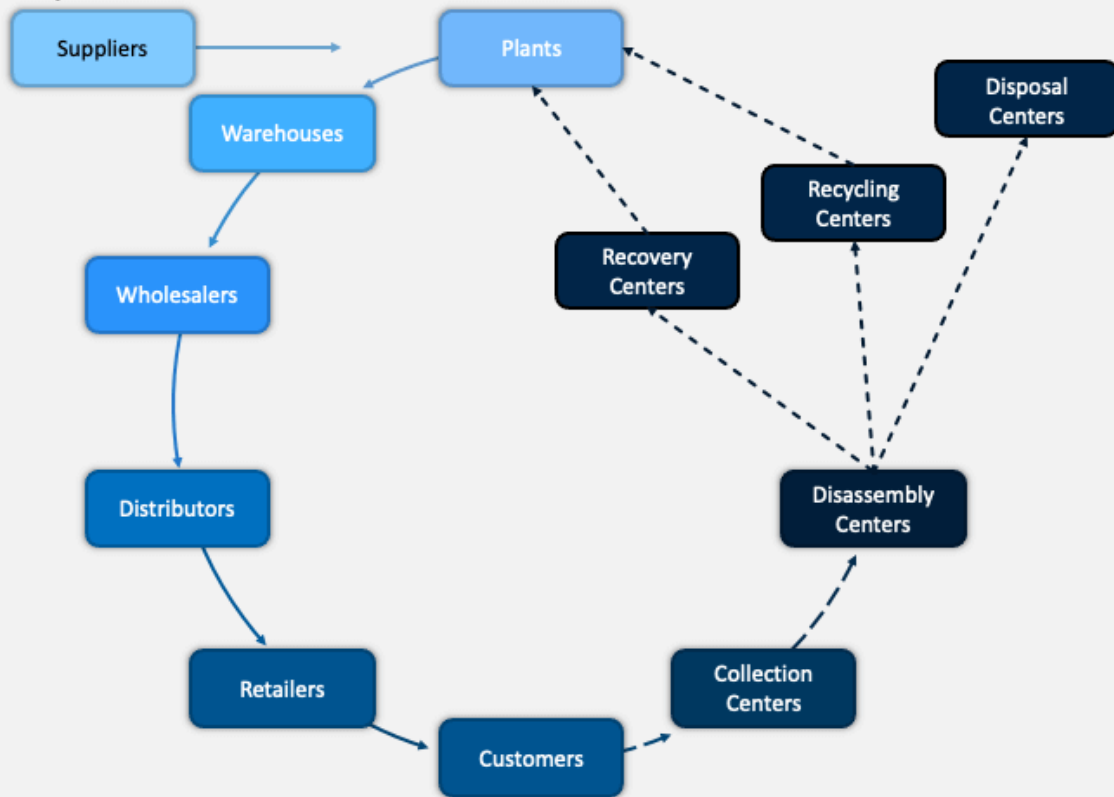 Suppliers
Plants
Disposal
Centers
Warehouses
Recycling
Centers
Recovery
Centers
Wholesalers
Distributors
Disassembly
Centers
Retailers
Collection
Centers
Customers